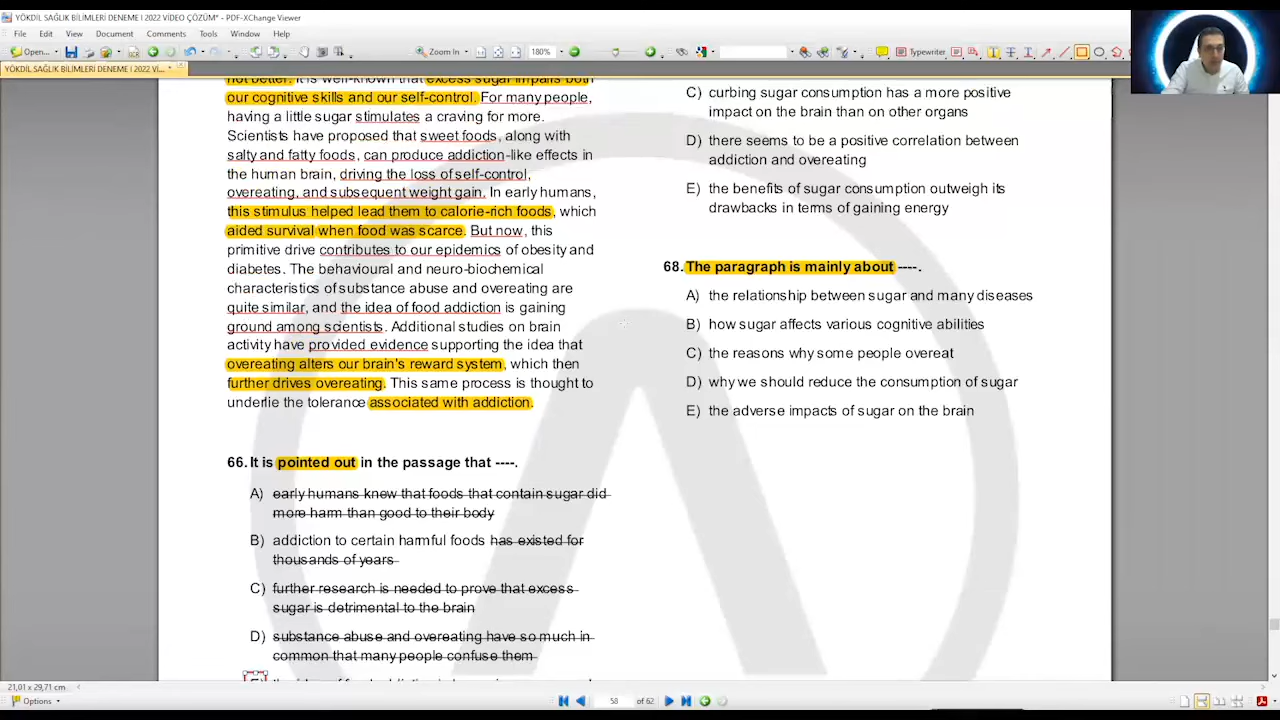 YÖKDİL SAĞLIK BİLİMLERİ DENEME I 2022 VİDEO ÇÖZÜM* - PDF-XChange Viewer
File Edit View Document Comments Tools Window Help
Open... Zoom In 180% Typewriter
YÖKDİL SAĞLIK BİLİMLERİ DENEME I 2022 Vİ... *
not better. It is well-known that excess sugar impairs both
our cognitive skills and our self-control. For many people,
having a little sugar stimulates a craving for more.
Scientists have proposed that sweet foods, along with
salty and fatty foods, can produce addiction-like effects in
the human brain, driving the loss of self-control,
overeating, and subsequent weight gain. In early humans,
this stimulus helped lead them to calorie-rich foods, which
aided survival when food was scarce. But now, this
primitive drive contributes to our epidemics of obesity and
diabetes. The behavioural and neuro-biochemical
characteristics of substance abuse and overeating are
quite similar, and the idea of food addiction is gaining
ground among scientists. Additional studies on brain
activity have provided evidence supporting the idea that
overeating alters our brain's reward system, which then
further drives overeating. This same process is thought to
underlie the tolerance associated with addiction.
66. It is pointed out in the passage that ----.
A) early humans knew that foods that contain sugar did
more harm than good to their body
B) addiction to certain harmful foods has existed for
thousands of years
C) further research is needed to prove that excess
sugar is detrimental to the brain
D) substance abuse and overeating have so much in
common that many people confuse them
C) curbing sugar consumption has a more positive
impact on the brain than on other organs
D) there seems to be a positive correlation between
addiction and overeating
E) the benefits of sugar consumption outweigh its
drawbacks in terms of gaining energy
68. The paragraph is mainly about ----.
A) the relationship between sugar and many diseases
B) how sugar affects various cognitive abilities
C) the reasons why some people overeat
D) why we should reduce the consumption of sugar
E) the adverse impacts of sugar on the brain
21,01 x 29,71 cm
Options 58 of 62